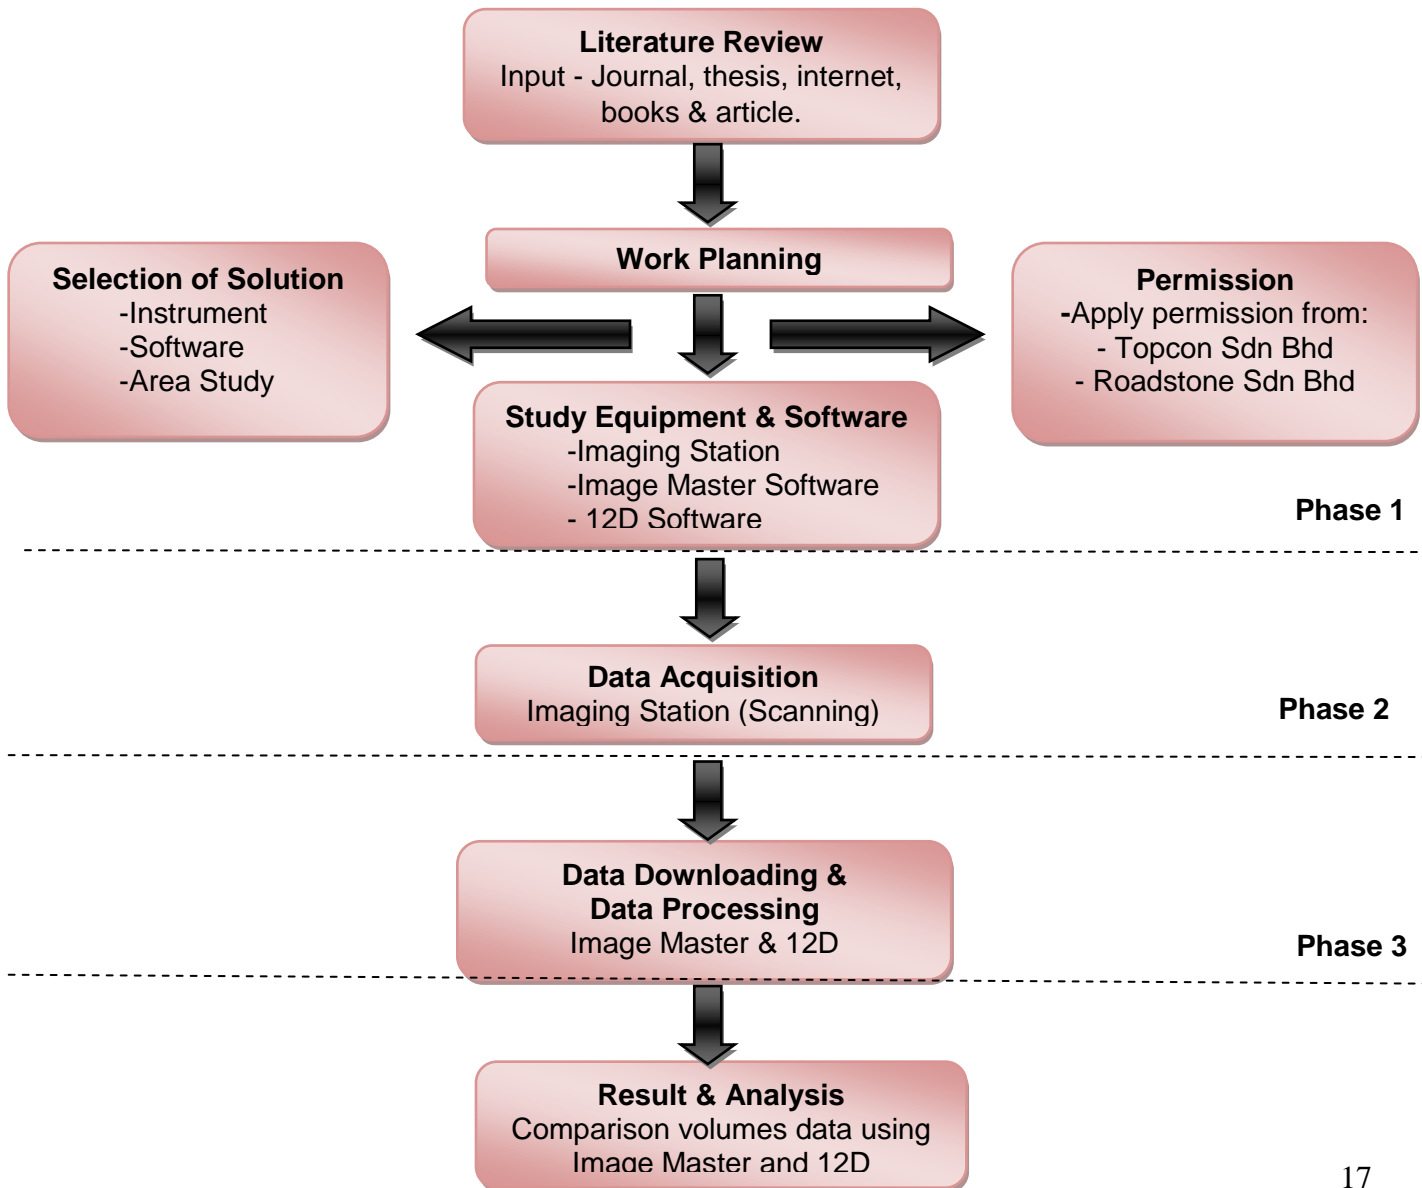 Literature Review
Input - Journal, thesis, internet,
books & article.
Work Planning
Selection of Solution
-Instrument
-Software
-Area Study
Permission
-Apply permission from:
- Topcon Sdn Bhd
- Roadstone Sdn Bhd
Study Equipment & Software
-Imaging Station
-Image Master Software
- 12D Software
Phase 1
Data Acquisition
Imaging Station (Scanning)
Phase 2
Data Downloading &
Data Processing
Image Master & 12D
Phase 3
Result & Analysis
Comparison volumes data using
Image Master and 12D
17